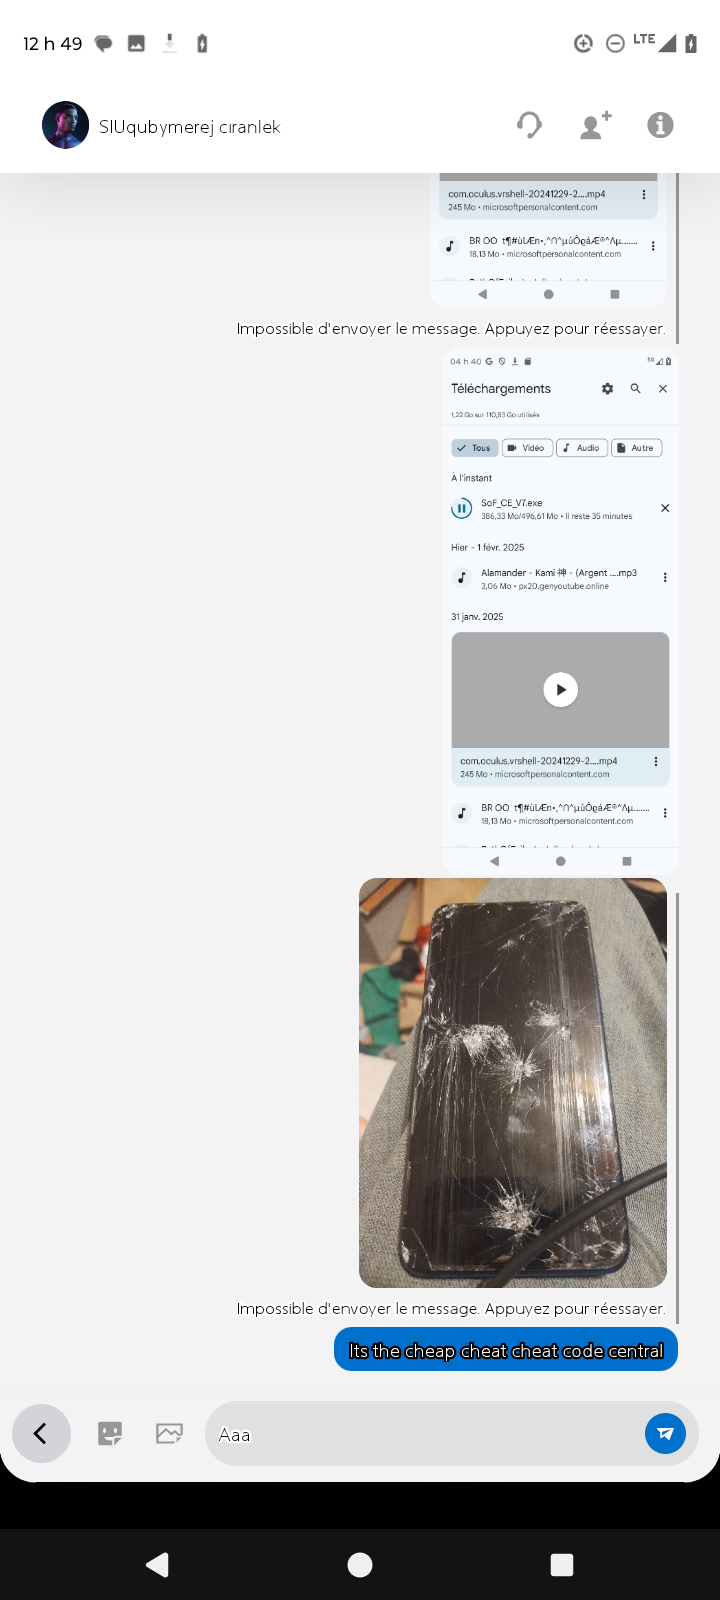 12 h 49
LTE
SIUqubymerej cıranlek
com.oculus.vrshell-20241229-2....mp4
245 Mo • microsoftpersonalcontent.com
BR OO
18,13 Mo • microsoftpersonalcontent.com
Impossible d'envoyer le message. Appuyez pour réessayer.
04 h 40
5G
Téléchargements
1,22 Go sur 110,83 Go utilisés
Tous
Vidéo
Audio
Autre
À l'instant
SoF_CE_V7.exe
386,33 Mo/496,61 Mo • Il reste 35 minutes
Hier - 1 févr. 2025
Alamander - Kami 神 - (Argent ....mp3
3,06 Mo • px20.genyoutube.online
31 janv. 2025
com.oculus.vrshell-20241229-2....mp4
245 Mo • microsoftpersonalcontent.com
BR OO
18,13 Mo • microsoftpersonalcontent.com
Impossible d'envoyer le message. Appuyez pour réessayer.
Its the cheap cheat cheat code central
Aaa